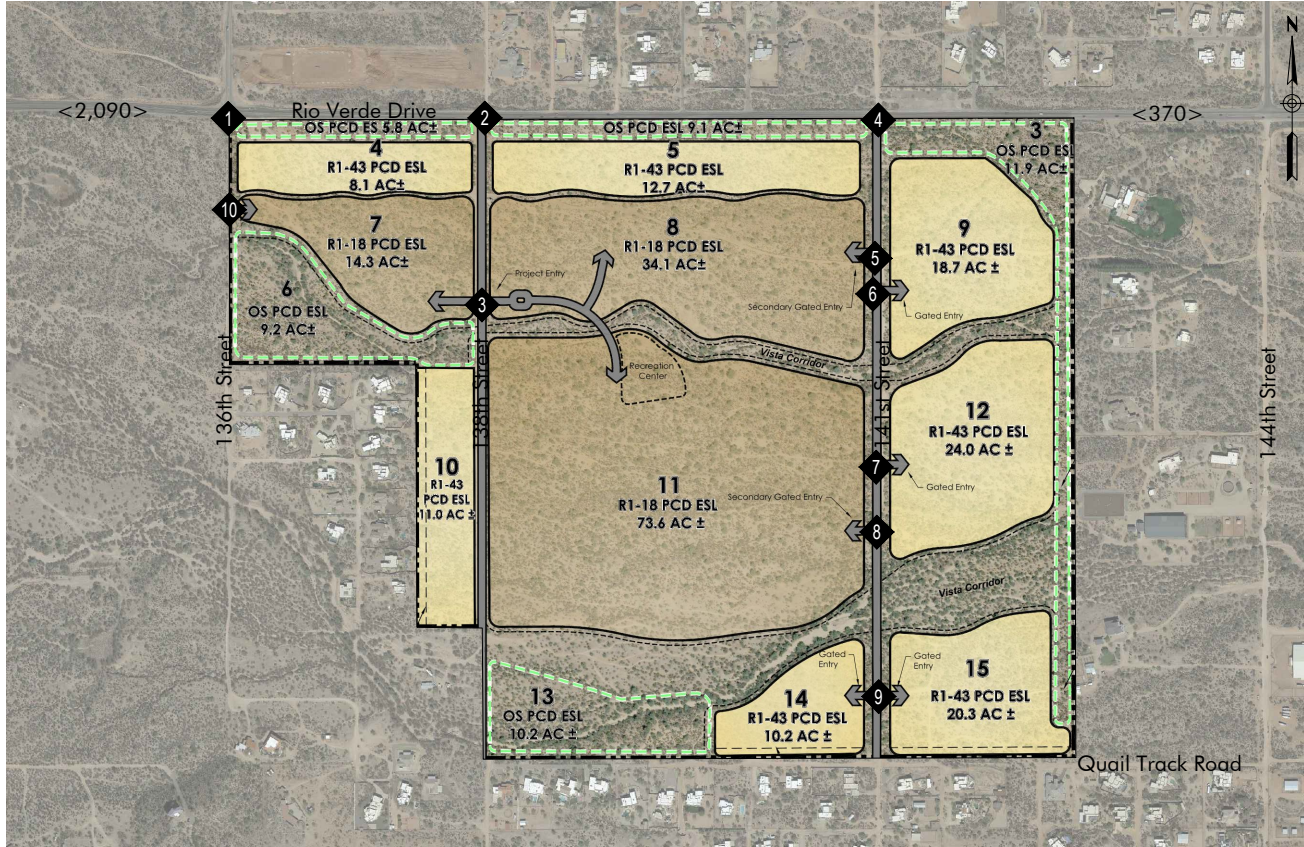 N
<2,090>
Rio Verde Drive
<370>
1
2
4
OS PCD ES 5.8 AC±
OS PCD ESL 9.1 AC±
3
OS PCD ESL
11.9 AC±
4
R1-43 PCD ESL
8.1 AC±
5
R1-43 PCD ESL
12.7 AC±
10
7
R1-18 PCD ESL
14.3 AC±
8
R1-18 PCD ESL
34.1 AC±
9
R1-43 PCD ESL
18.7 AC ±
5
6
Project Entry
Secondary Gated Entry
Gated Entry
3
6
OS PCD ESL
9.2 AC±
Vista Corridor
Recreation
Center
136th Street
138th Street
141st Street
144th Street
12
R1-43 PCD ESL
24.0 AC ±
10
R1-43
PCD ESL
11.0 AC ±
11
R1-18 PCD ESL
73.6 AC ±
7
Gated Entry
Secondary Gated Entry
8
Vista Corridor
Gated
Entry
Gated
Entry
9
13
OS PCD ESL
10.2 AC±
14
R1-43 PCD ESL
10.2 AC±
15
R1-43 PCD ESL
20.3 AC ±
Quail Track Road